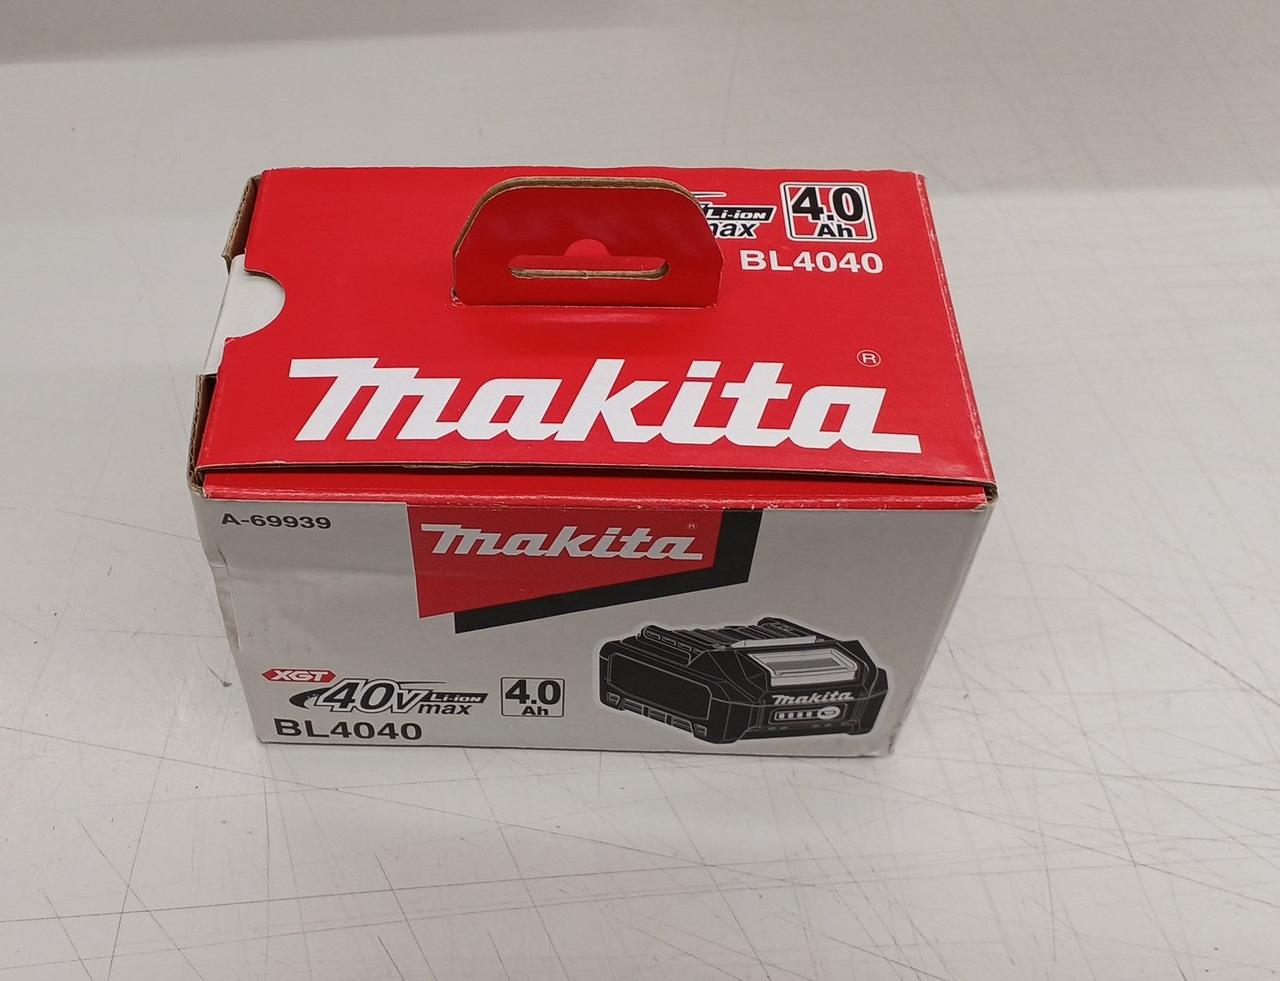 Li-ion
max
4.0
Ah
BL4040
makita®
A-69939
makita®
XGT
40v Li-ion
max
4.0
Ah
BL4040
makita